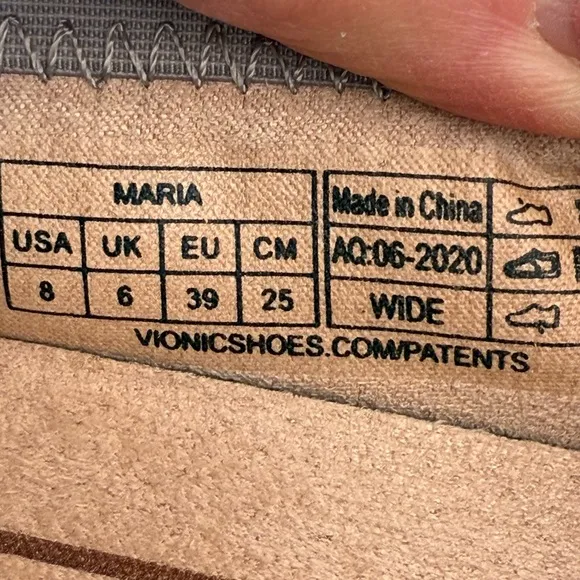 MARIA
USA UK EU CM
8 6 39 25
Made in China
AQ:06-2020
WIDE
VIONICSHOES.COM/PATENTS